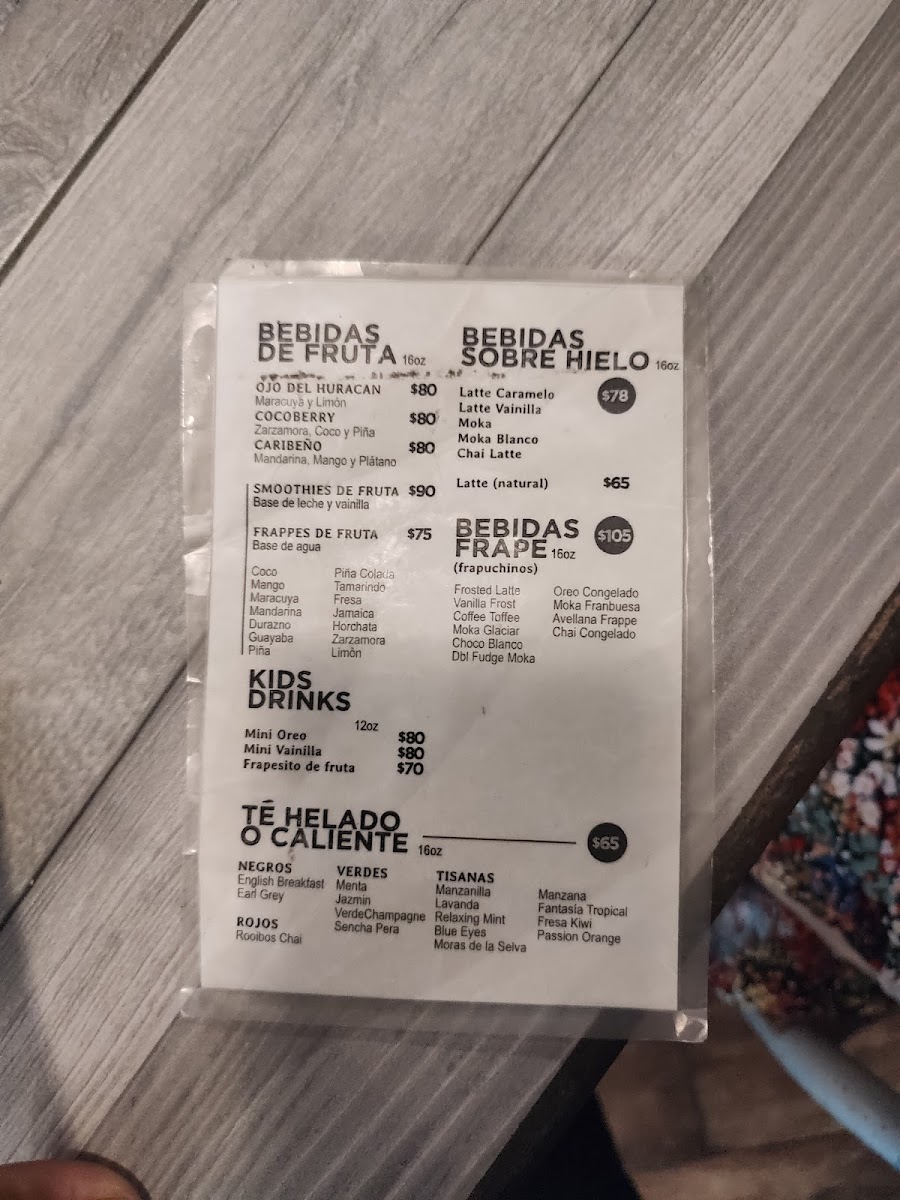 BEBIDAS
DE FRUTA 16oz
OJO DEL HURACAN $80
Maracuya y Limón
COCOBERRY $80
Zarzamora, Coco y Piña
CARIBEÑO $80
Mandarina, Mango y Plátano
SMOOTHIES DE FRUTA $90
Base de leche y vainilla
FRAPPES DE FRUTA $75
Base de agua
Coco Piña Colada
Mango Tamarindo
Maracuya Fresa
Mandarina Jamaica
Durazno Horchata
Guayaba Zarzamora
Piña Limòn
KIDS
DRINKS
12oz
Mini Oreo $80
Mini Vainilla $80
Frapesito de fruta $70
BEBIDAS
SOBRE HIELO 16oz
$78
Latte Caramelo
Latte Vainilla
Moka
Moka Blanco
Chai Latte
Latte (natural) $65
BEBIDAS
FRAPE 16oz
$105
(frapuchinos)
Frosted Latte Oreo Congelado
Vanilla Frost Moka Franbuesa
Coffee Toffee Avellana Frappe
Moka Glaciar Chai Congelado
Choco Blanco
Dbl Fudge Moka
TÉ HELADO
O CALIENTE 16oz $65
NEGROS
English Breakfast
Earl Grey
ROJOS
Rooibos Chai
VERDES
Menta
Jazmin
VerdeChampagne
Sencha Pera
TISANAS
Manzanilla Manzana
Lavanda Fantasía Tropical
Relaxing Mint Fresa Kiwi
Blue Eyes Passion Orange
Moras de la Selva